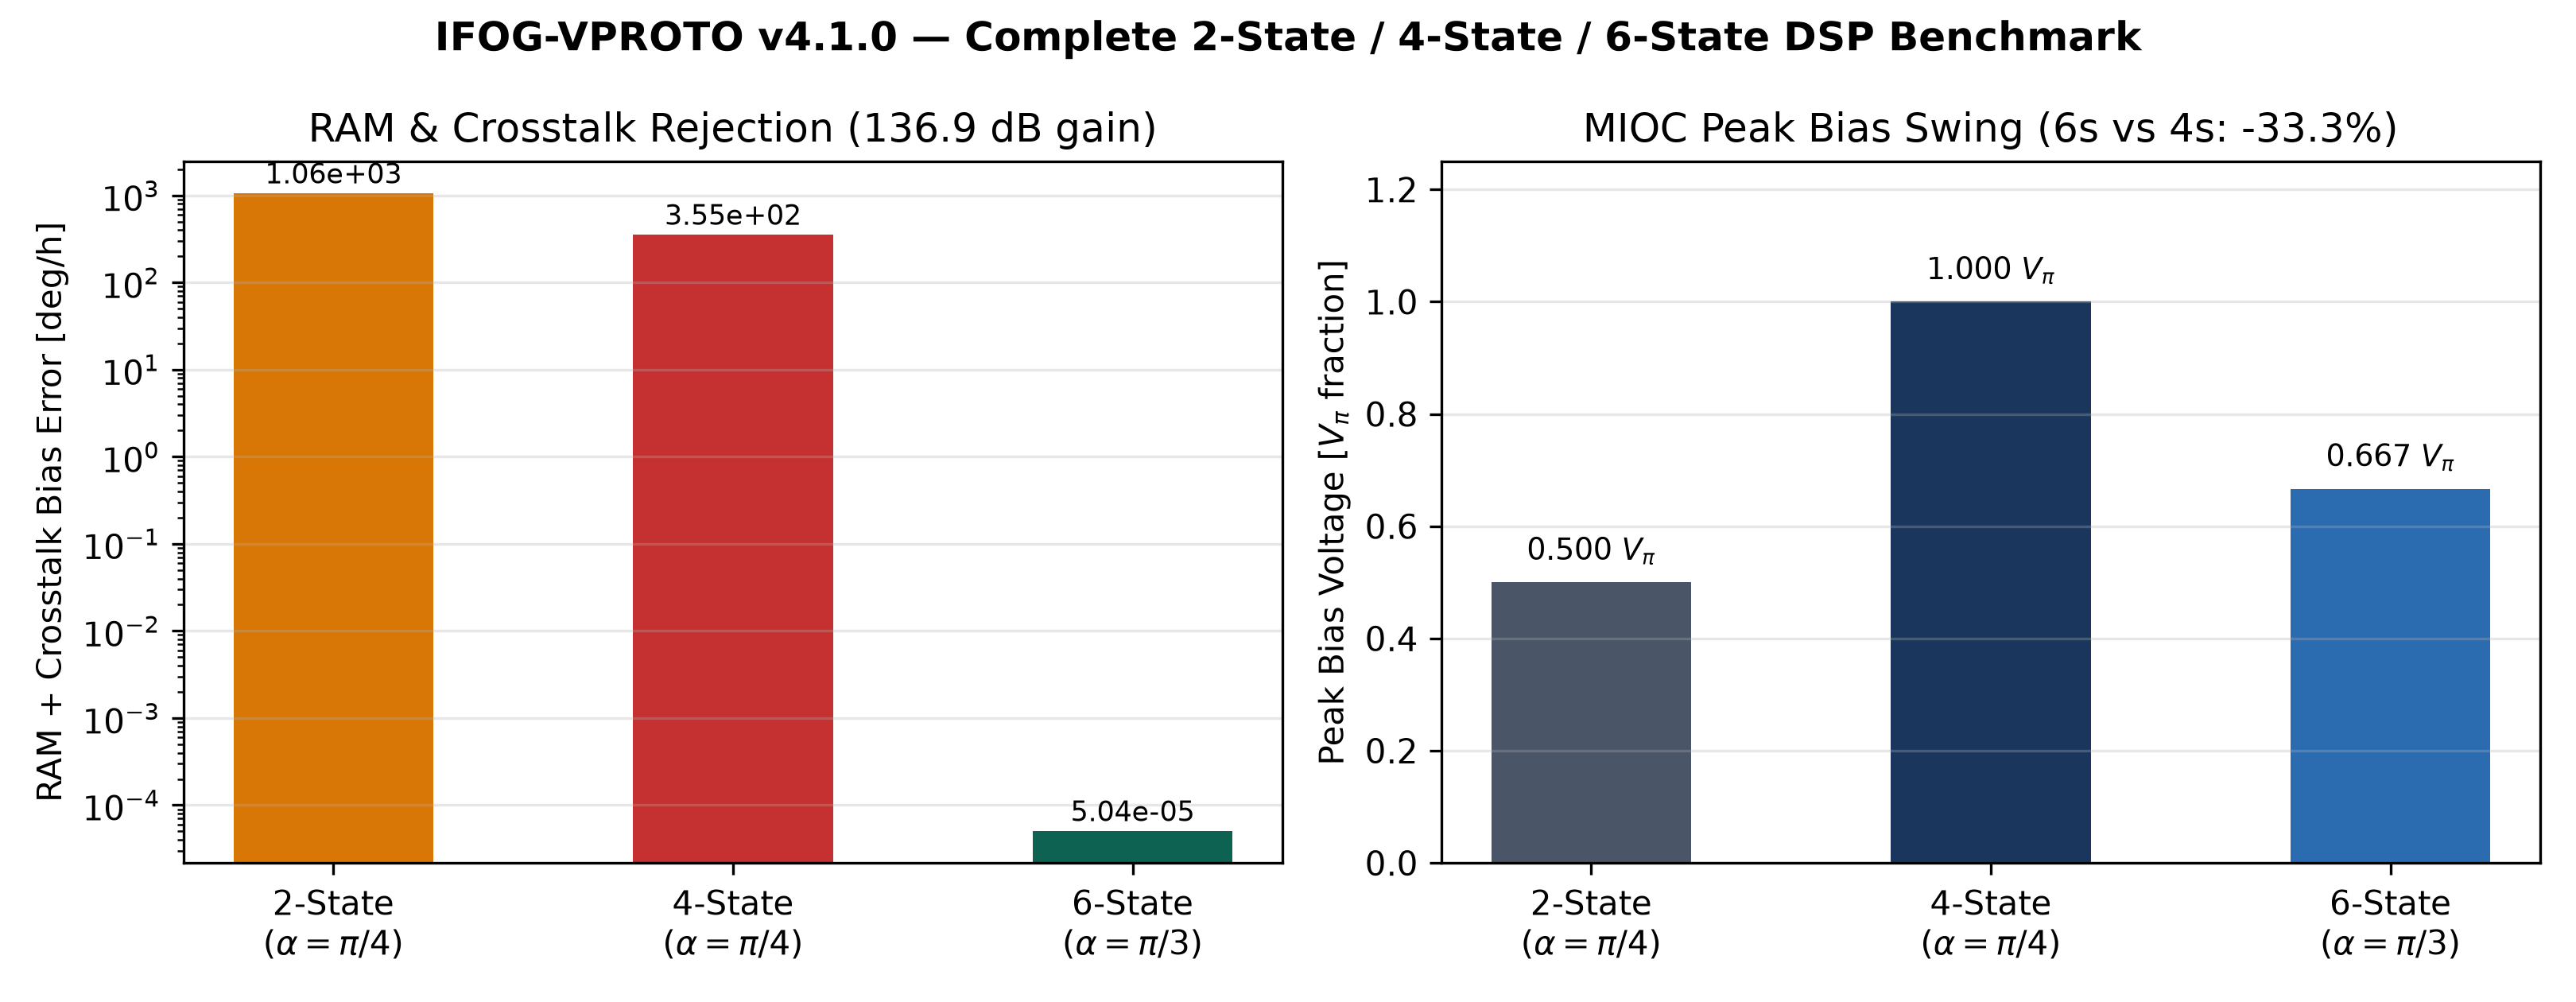 IFOG-VPROTO v4.1.0 — Complete 2-State / 4-State / 6-State DSP Benchmark
RAM & Crosstalk Rejection (136.9 dB gain)
RAM + Crosstalk Bias Error [deg/h]
10³
10²
10¹
10⁰
10⁻¹
10⁻²
10⁻³
10⁻⁴
1.06e+03
3.55e+02
5.04e-05
2-State
(α = π/4)
4-State
(α = π/4)
6-State
(α = π/3)
MIOC Peak Bias Swing (6s vs 4s: -33.3%)
Peak Bias Voltage [Vπ fraction]
1.2
1.0
0.8
0.6
0.4
0.2
0.0
0.500 Vπ
1.000 Vπ
0.667 Vπ
2-State
(α = π/4)
4-State
(α = π/4)
6-State
(α = π/3)